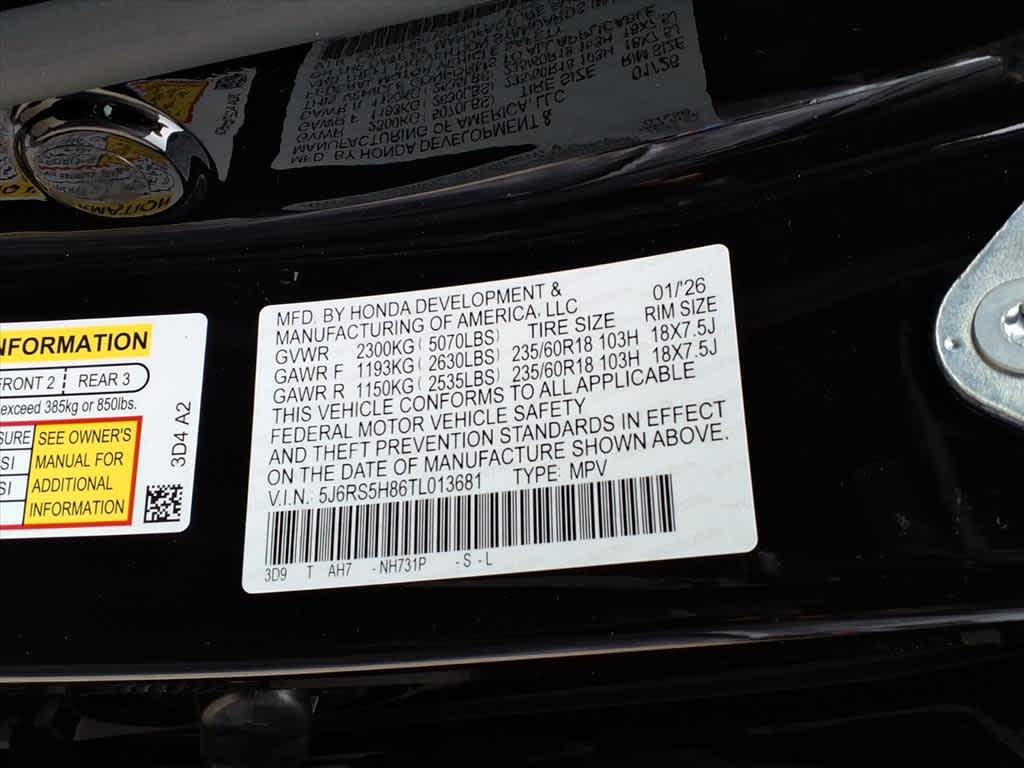 MFD. BY HONDA DEVELOPMENT & 01/'26
MANUFACTURING OF AMERICA, LLC
TIRE SIZE RIM SIZE
GVWR 2300KG ( 5070LBS)
GAWR F 1193KG ( 2630LBS) 235/60R18 103H 18X7.5J
GAWR R 1150KG ( 2535LBS) 235/60R18 103H 18X7.5J
THIS VEHICLE CONFORMS TO ALL APPLICABLE
FEDERAL MOTOR VEHICLE SAFETY
AND THEFT PREVENTION STANDARDS IN EFFECT
ON THE DATE OF MANUFACTURE SHOWN ABOVE.
V.I.N.: 5J6RS5H86TL013681 TYPE: MPV
3D9 T AH7 -NH731P -S -L
NFORMATION
FRONT 2 REAR 3
exceed 385kg or 850lbs.
SURE SEE OWNER'S
SI MANUAL FOR
SI ADDITIONAL
INFORMATION
3D4 A2